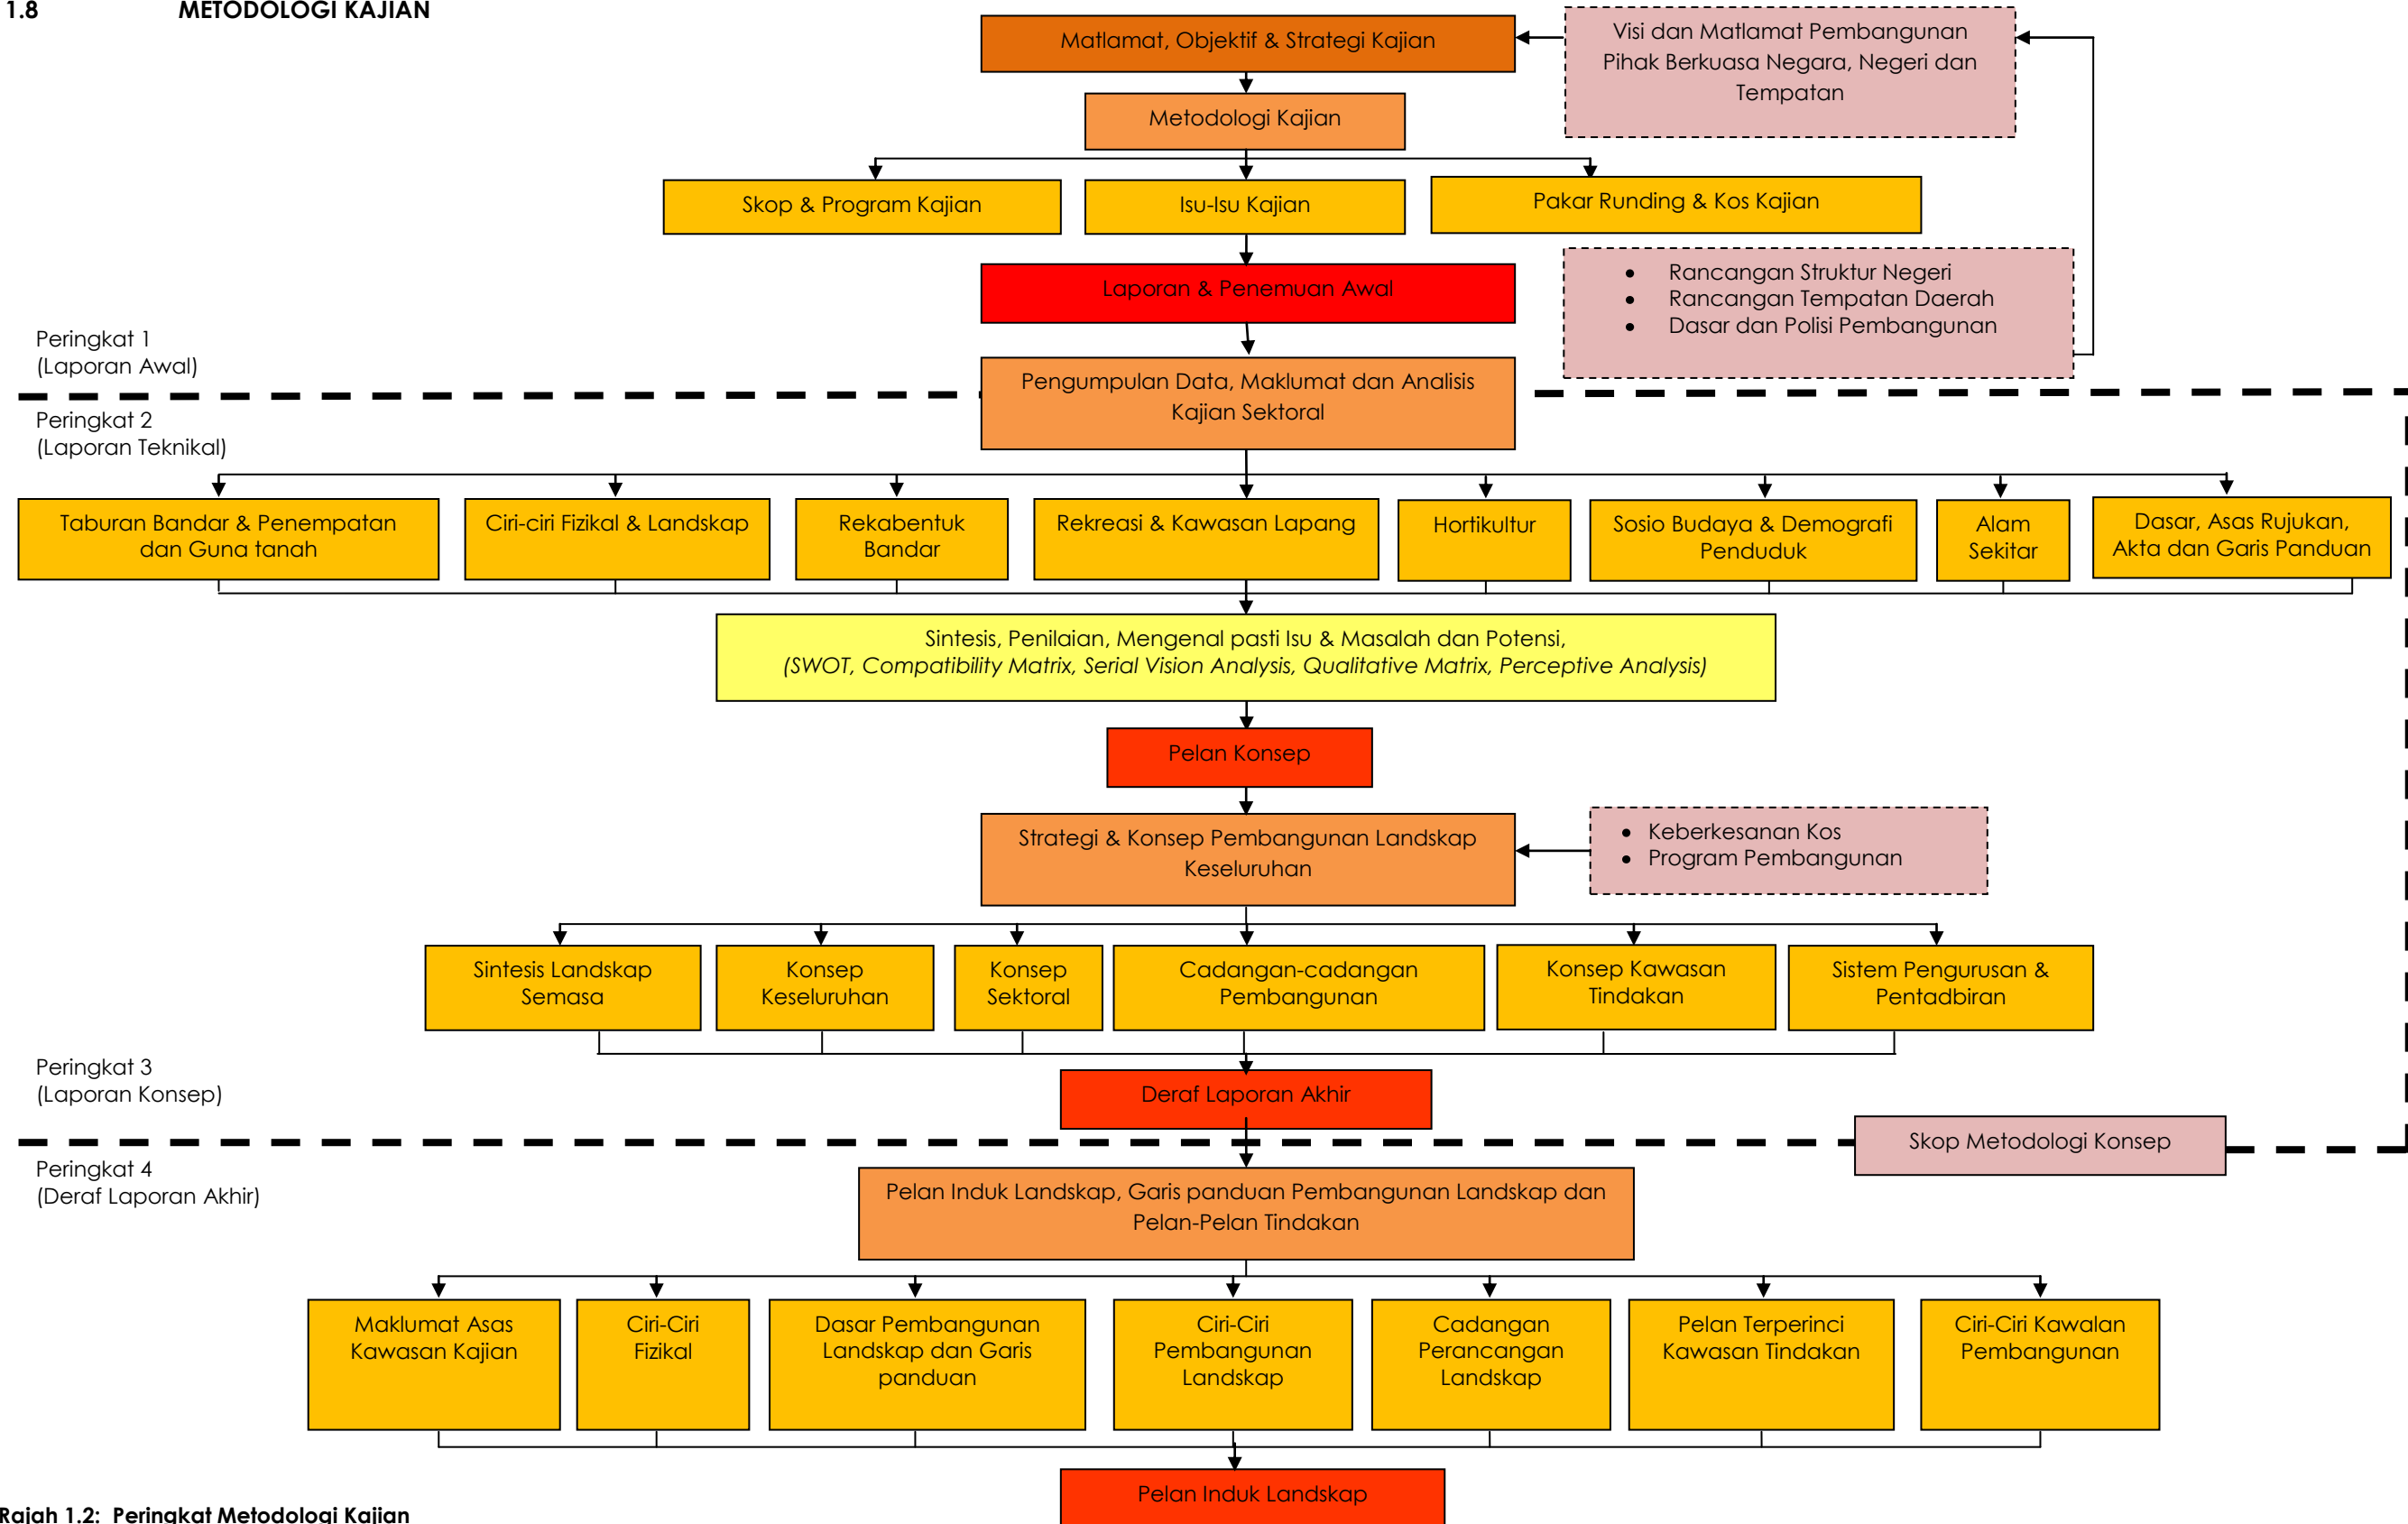 1.8 METODOLOGI KAJIAN
Matlamat, Objektif & Strategi Kajian
Visi dan Matlamat Pembangunan
Pihak Berkuasa Negara, Negeri dan
Tempatan
Metodologi Kajian
Skop & Program Kajian
Isu-Isu Kajian
Pakar Runding & Kos Kajian
Laporan & Penemuan Awal
• Rancangan Struktur Negeri
• Rancangan Tempatan Daerah
• Dasar dan Polisi Pembangunan
Peringkat 1
(Laporan Awal)
Pengumpulan Data, Maklumat dan Analisis
Kajian Sektoral
Peringkat 2
(Laporan Teknikal)
Taburan Bandar & Penempatan
dan Guna tanah
Ciri-ciri Fizikal & Landskap
Rekabentuk
Bandar
Rekreasi & Kawasan Lapang
Hortikultur
Sosio Budaya & Demografi
Penduduk
Alam
Sekitar
Dasar, Asas Rujukan,
Akta dan Garis Panduan
Sintesis, Penilaian, Mengenal pasti Isu & Masalah dan Potensi,
(SWOT, Compatibility Matrix, Serial Vision Analysis, Qualitative Matrix, Perceptive Analysis)
Pelan Konsep
Strategi & Konsep Pembangunan Landskap
Keseluruhan
• Keberkesanan Kos
• Program Pembangunan
Sintesis Landskap
Semasa
Konsep
Keseluruhan
Konsep
Sektoral
Cadangan-cadangan
Pembangunan
Konsep Kawasan
Tindakan
Sistem Pengurusan &
Pentadbiran
Peringkat 3
(Laporan Konsep)
Deraf Laporan Akhir
Skop Metodologi Konsep
Peringkat 4
(Deraf Laporan Akhir)
Pelan Induk Landskap, Garis panduan Pembangunan Landskap dan
Pelan-Pelan Tindakan
Maklumat Asas
Kawasan Kajian
Ciri-Ciri
Fizikal
Dasar Pembangunan
Landskap dan Garis
panduan
Ciri-Ciri
Pembangunan
Landskap
Cadangan
Perancangan
Landskap
Pelan Terperinci
Kawasan Tindakan
Ciri-Ciri Kawalan
Pembangunan
Pelan Induk Landskap
Rajah 1.2: Peringkat Metodologi Kajian